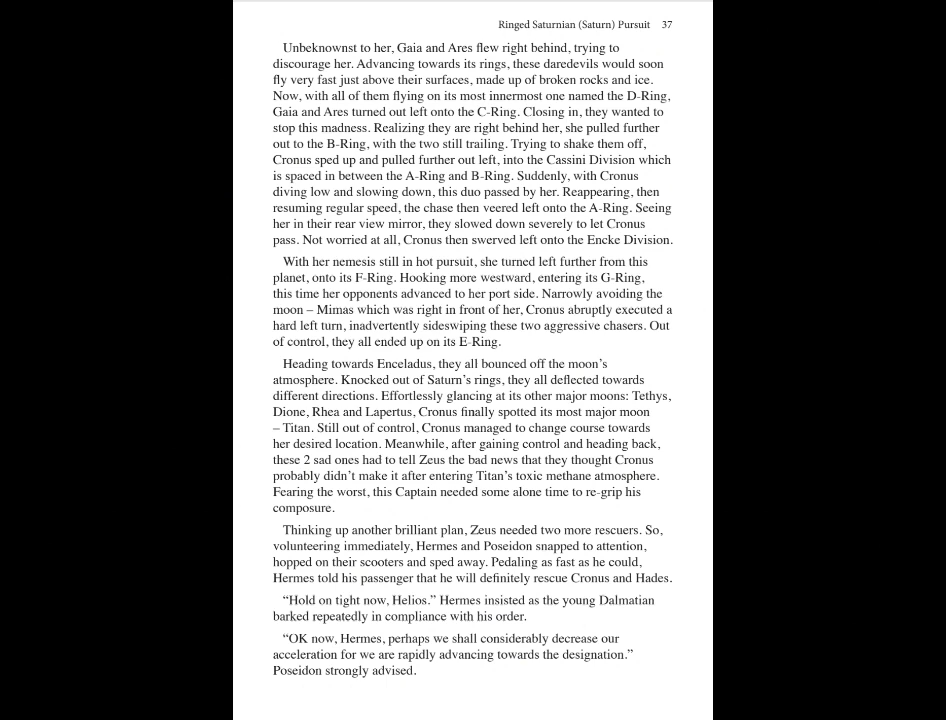 Ringed Saturnian (Saturn) Pursuit 37
Unbeknownst to her, Gaia and Ares flew right behind, trying to
discourage her. Advancing towards its rings, these daredevils would soon
fly very fast just above their surfaces, made up of broken rocks and ice.
Now, with all of them flying on its most innermost one named the D-Ring,
Gaia and Ares turned out left onto the C-Ring. Closing in, they wanted to
stop this madness. Realizing they are right behind her, she pulled further
out to the B-Ring, with the two still trailing. Trying to shake them off,
Cronus sped up and pulled further out left, into the Cassini Division which
is spaced in between the A-Ring and B-Ring. Suddenly, with Cronus
diving low and slowing down, this duo passed by her. Reappearing, then
resuming regular speed, the chase then veered left onto the A-Ring. Seeing
her in their rear view mirror, they slowed down severely to let Cronus
pass. Not worried at all, Cronus then swerved left onto the Encke Division.
With her nemesis still in hot pursuit, she turned left further from this
planet, onto its F-Ring. Hooking more westward, entering its G-Ring,
this time her opponents advanced to her port side. Narrowly avoiding the
moon – Mimas which was right in front of her, Cronus abruptly executed a
hard left turn, inadvertently sideswiping these two aggressive chasers. Out
of control, they all ended up on its E-Ring.
Heading towards Enceladus, they all bounced off the moon's
atmosphere. Knocked out of Saturn's rings, they all deflected towards
different directions. Effortlessly glancing at its other major moons: Tethys,
Dione, Rhea and Lapertus, Cronus finally spotted its most major moon
– Titan. Still out of control, Cronus managed to change course towards
her desired location. Meanwhile, after gaining control and heading back,
these 2 sad ones had to tell Zeus the bad news that they thought Cronus
probably didn't make it after entering Titan's toxic methane atmosphere.
Fearing the worst, this Captain needed some alone time to re-grip his
composure.
Thinking up another brilliant plan, Zeus needed two more rescuers. So,
volunteering immediately, Hermes and Poseidon snapped to attention,
hopped on their scooters and sped away. Pedaling as fast as he could,
Hermes told his passenger that he will definitely rescue Cronus and Hades.
“Hold on tight now, Helios.” Hermes insisted as the young Dalmatian
barked repeatedly in compliance with his order.
“OK now, Hermes, perhaps we shall considerably decrease our
acceleration for we are rapidly advancing towards the designation.”
Poseidon strongly advised.